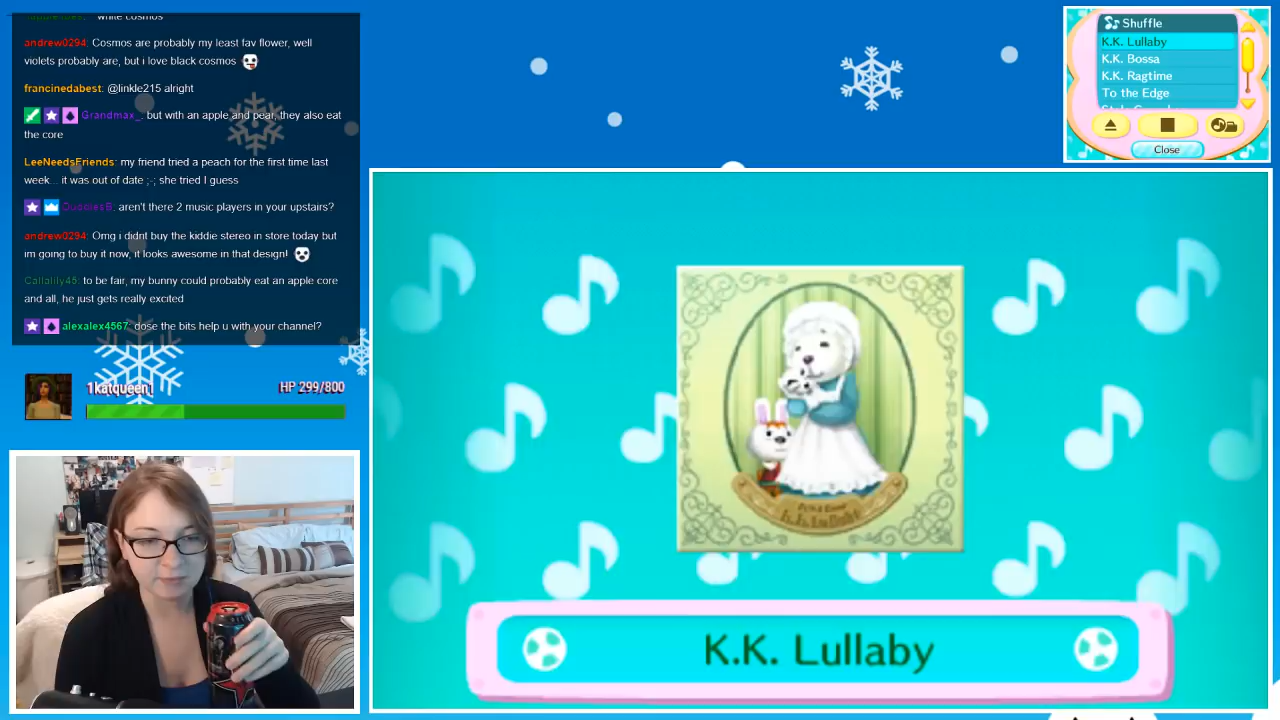 white cosmos
andrew0294: Cosmos are probably my least fav flower, well
violets probably are, but i love black cosmos
francinedabest: @linkle215 alright
Grandmax_: but with an apple and pear, they also eat
the core
LeeNeedsFriends: my friend tried a peach for the first time last
week... it was out of date ;-; she tried I guess
aren't there 2 music players in your upstairs?
andrew0294: Omg i didnt buy the kiddie stereo in store today but
im going to buy it now, it looks awesome in that design!
Callalily45: to be fair, my bunny could probably eat an apple core
and all, he just gets really excited
alexalex4567: dose the bits help u with your channel?
1katqueen1
HP 299/800
Shuffle
K.K. Lullaby
K.K. Bossa
K.K. Ragtime
To the Edge
Close
K.K. Lullaby
K.K. Lullaby